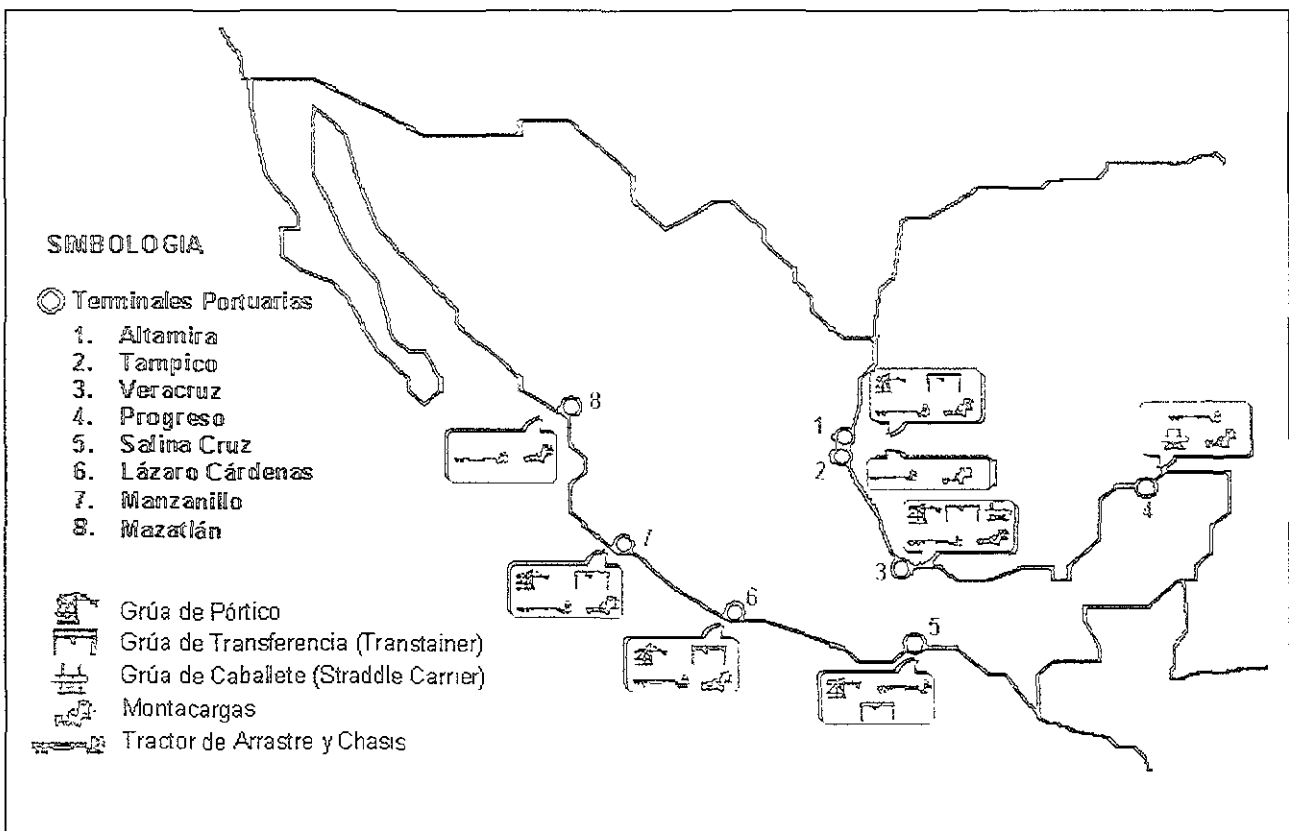 SIMBOLOGIA
Terminales Portuarias
1. Altamira
2. Tampico
3. Veracruz
4. Progreso
5. Salina Cruz
6. Lázaro Cárdenas
7. Manzanillo
8. Mazatlán
Grúa de Pórtico
Grúa de Transferencia (Transtainer)
Grúa de Caballete (Straddle Carrier)
Montacargas
Tractor de Arrastre y Chasis
8
1
2
4
7
3
6
5